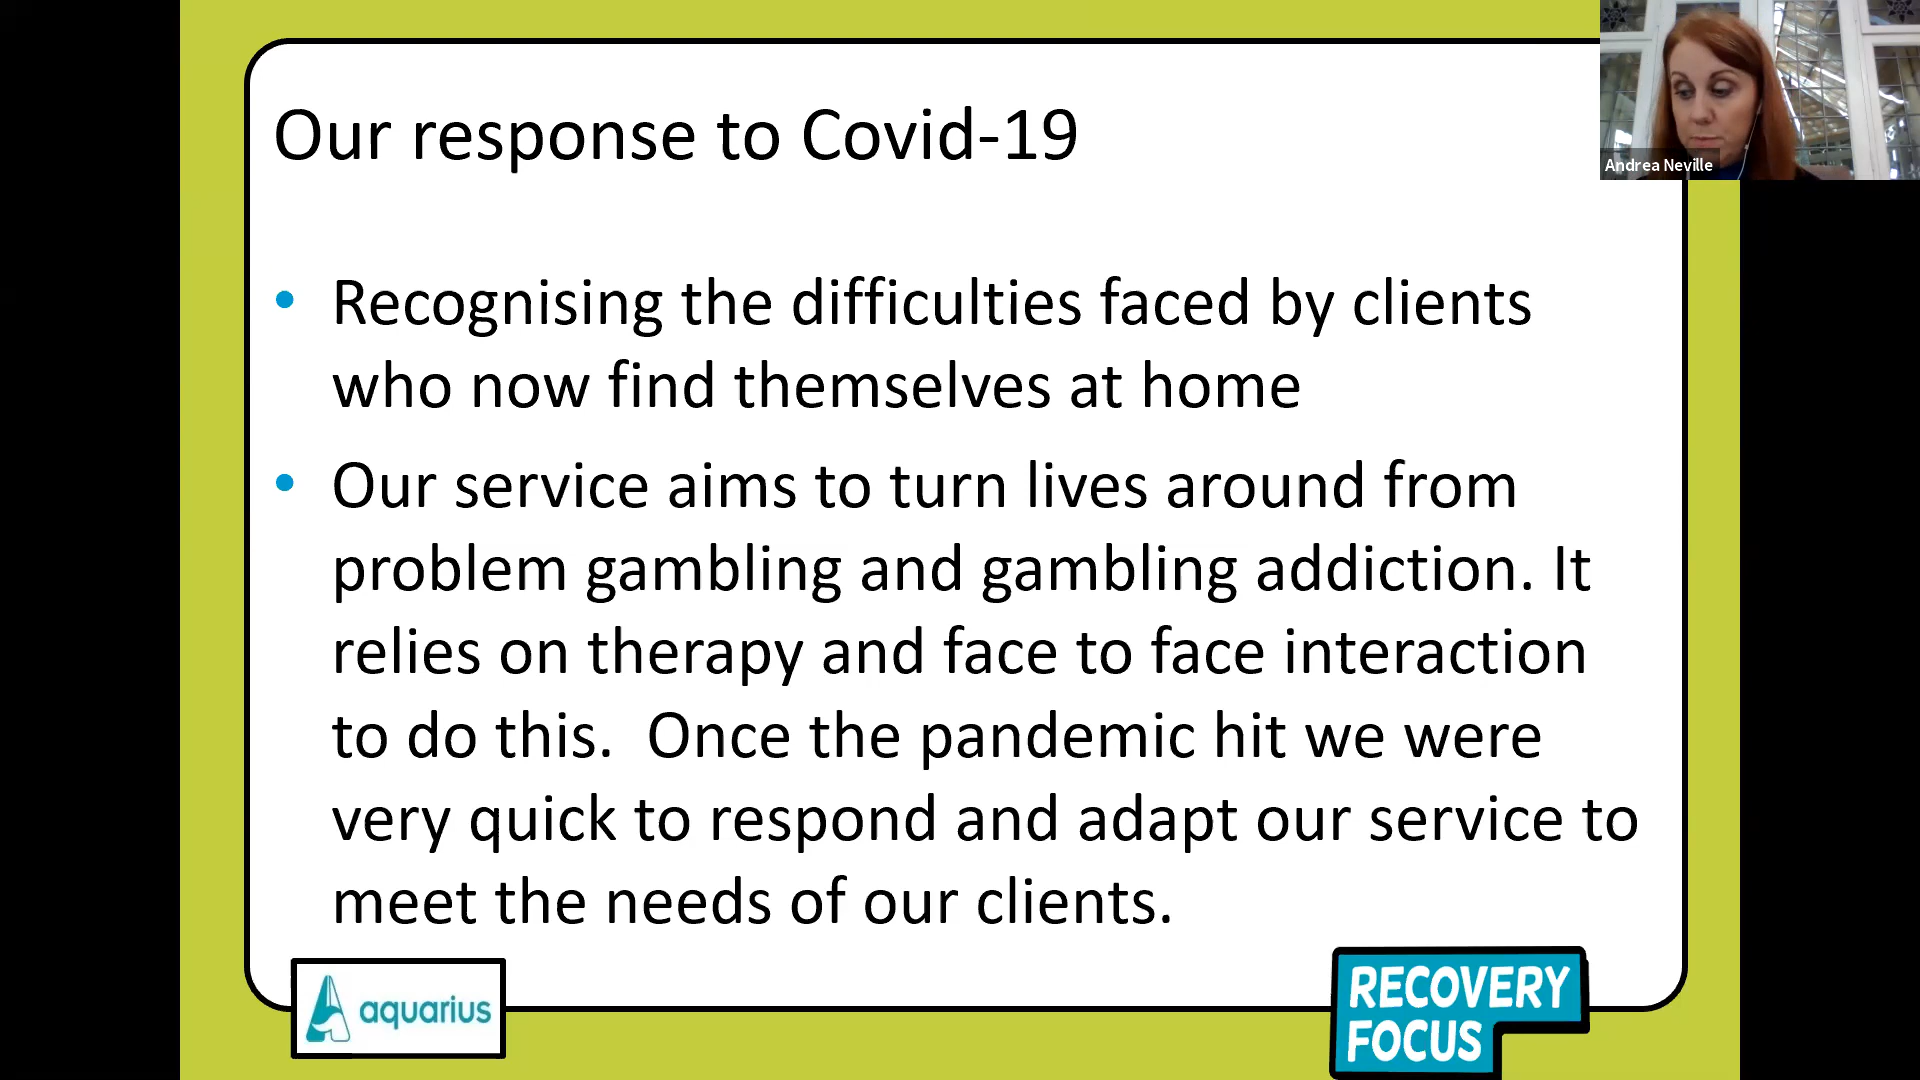 Our response to Covid-19
Andrea Neville
• Recognising the difficulties faced by clients
who now find themselves at home
• Our service aims to turn lives around from
problem gambling and gambling addiction. It
relies on therapy and face to face interaction
to do this.  Once the pandemic hit we were
very quick to respond and adapt our service to
meet the needs of our clients.
aquarius
RECOVERY
FOCUS